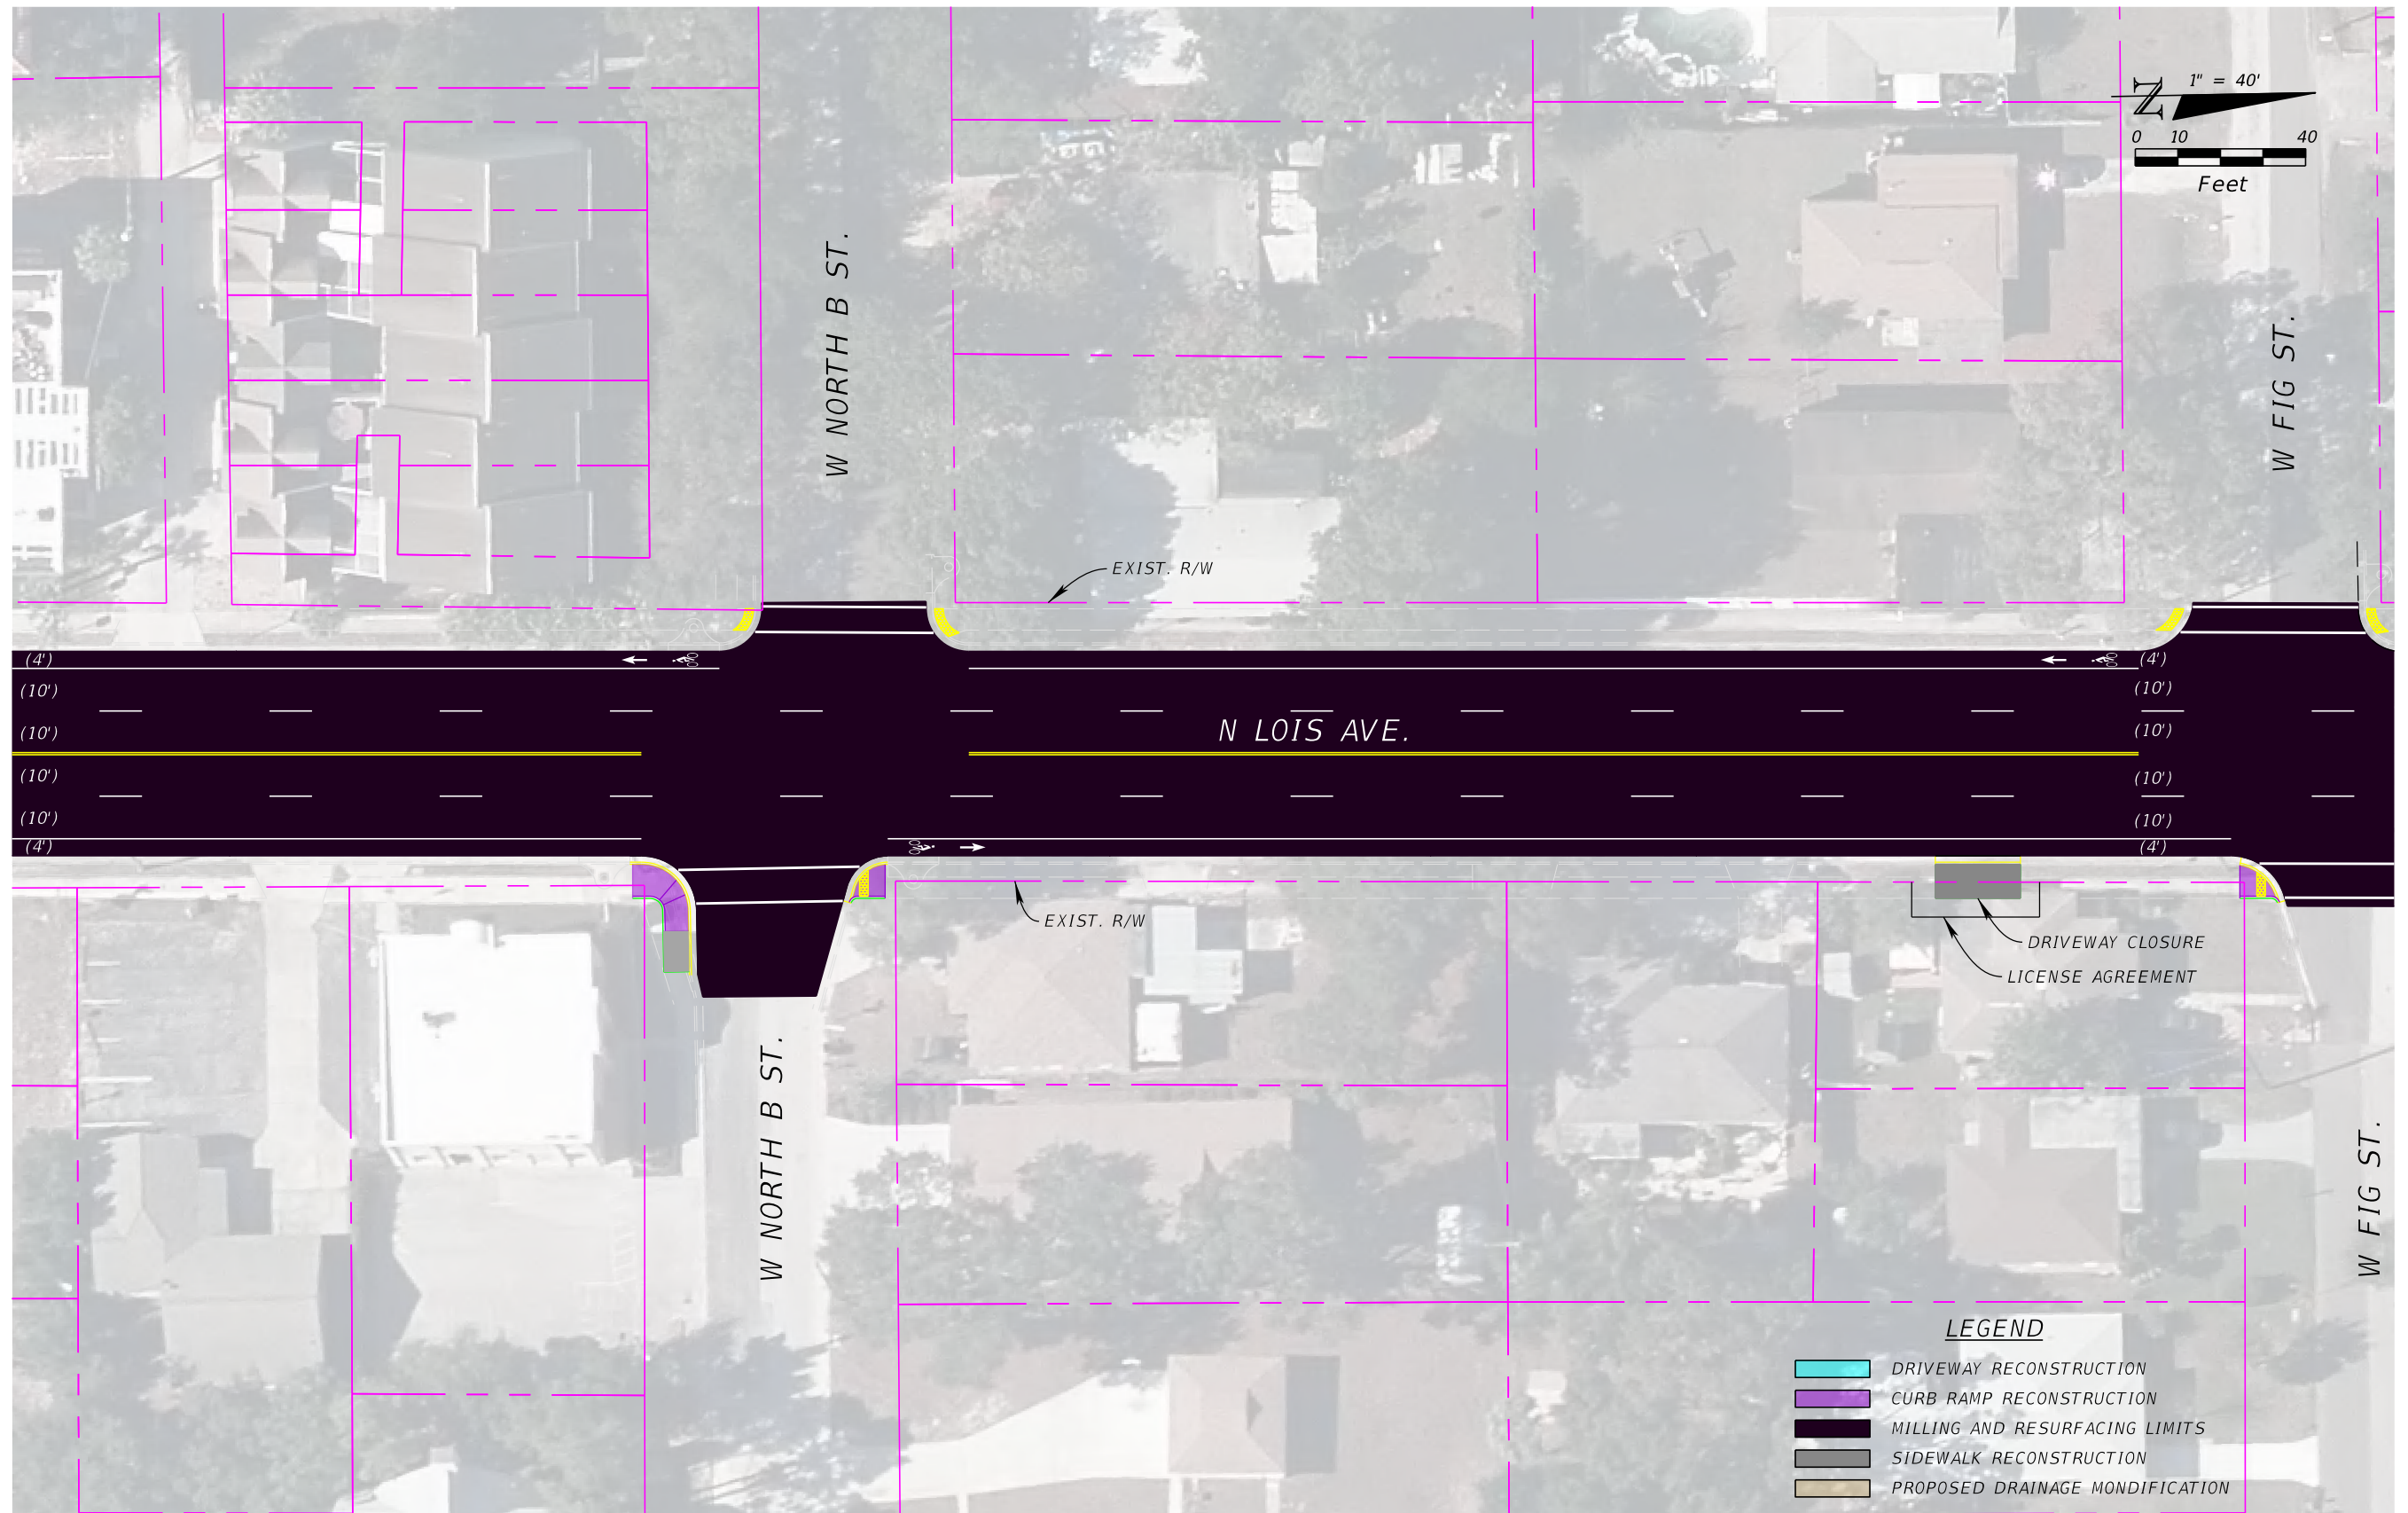 N
1" = 40'
0 10 40
Feet
W NORTH B ST.
W FIG ST.
EXIST. R/W
(4')
(10')
(10')
(10')
(10')
(4')
N LOIS AVE.
(4')
(10')
(10')
(10')
(10')
(4')
EXIST. R/W
DRIVEWAY CLOSURE
LICENSE AGREEMENT
W NORTH B ST.
W FIG ST.
LEGEND
DRIVEWAY RECONSTRUCTION
CURB RAMP RECONSTRUCTION
MILLING AND RESURFACING LIMITS
SIDEWALK RECONSTRUCTION
PROPOSED DRAINAGE MONDIFICATION